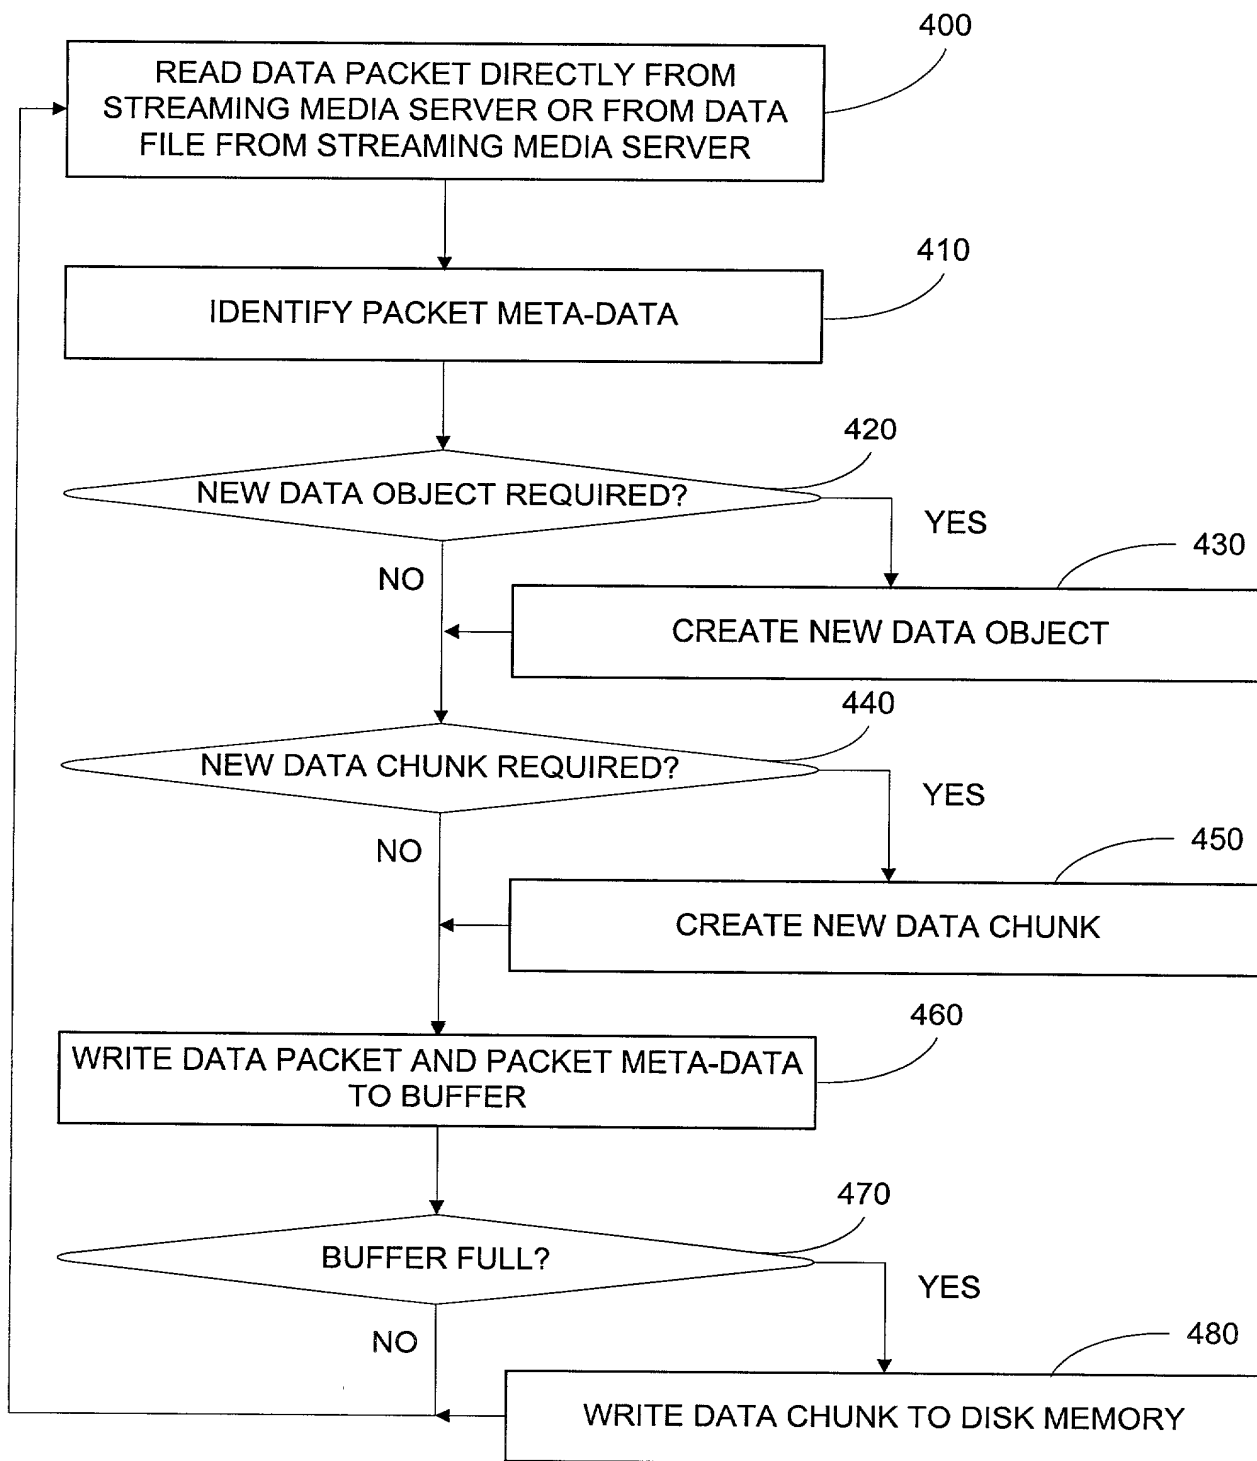 400
READ DATA PACKET DIRECTLY FROM
STREAMING MEDIA SERVER OR FROM DATA
FILE FROM STREAMING MEDIA SERVER
410
IDENTIFY PACKET META-DATA
420
NEW DATA OBJECT REQUIRED?
YES
430
NO
CREATE NEW DATA OBJECT
440
NEW DATA CHUNK REQUIRED?
YES
450
NO
CREATE NEW DATA CHUNK
460
WRITE DATA PACKET AND PACKET META-DATA
TO BUFFER
470
BUFFER FULL?
YES
480
NO
WRITE DATA CHUNK TO DISK MEMORY